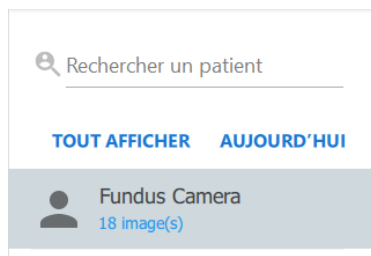 Rechercher un patient
TOUT AFFICHER AUJOURD'HUI
Fundus Camera
18 image(s)